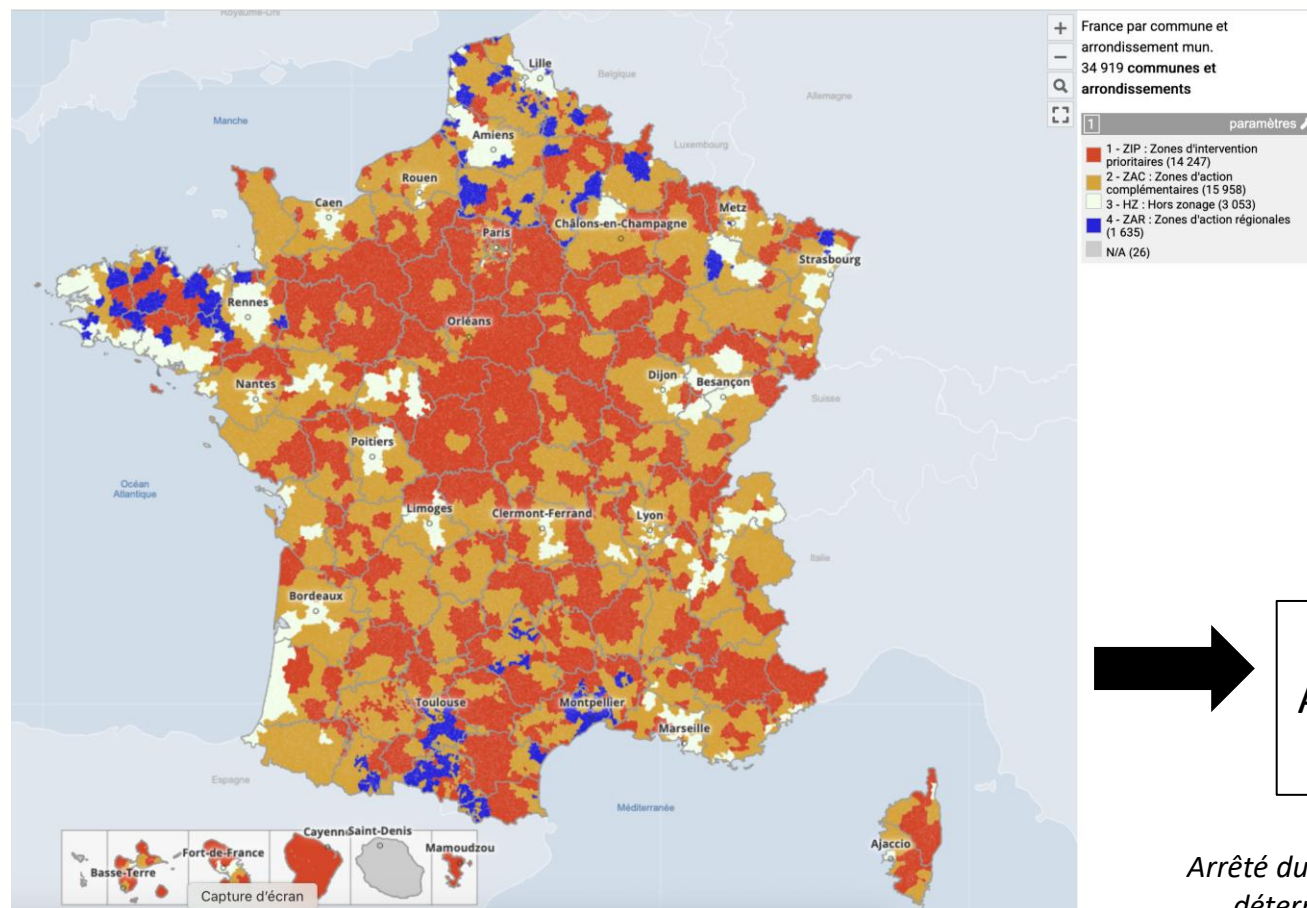 Royaume-Uni
Lille
Belgique
Allemagne
Manche
Luxembourg
Amiens
Rouen
Caen
Metz
Châlons-en-Champagne
Paris
Strasbourg
Rennes
Orléans
Nantes
Dijon
Besançon
Suisse
Poitiers
Océan
Atlantique
Limoges
Clermont-Ferrand
Lyon
Italie
Bordeaux
Toulouse
Montpellier
Marseille
Espagne
Méditerranée
Ajaccio
Basse-Terre
Fort-de-France
Cayenn
Saint-Denis
Mamoudzou
Capture d'écran
+
−
France par commune et
arrondissement mun.
34 919 communes et
arrondissements
1 paramètres
1 - ZIP : Zones d'intervention
prioritaires (14 247)
2 - ZAC : Zones d'action
complémentaires (15 958)
3 - HZ : Hors zonage (3 053)
4 - ZAR : Zones d'action régionales
(1 635)
N/A (26)
Arrêté du